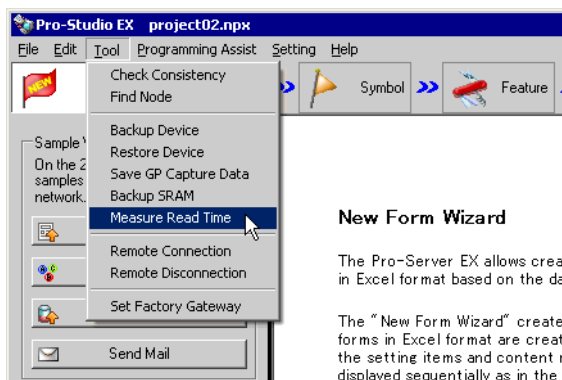 Pro-Studio EX project02.npx
File Edit Tool Programming Assist Setting Help
NEW
Symbol
Feature
Check Consistency
Find Node
Backup Device
Restore Device
Save GP Capture Data
Backup SRAM
Measure Read Time
Remote Connection
Remote Disconnection
Set Factory Gateway
Sample
On the 2
samples
network.
Send Mail
New Form Wizard
The Pro-Server EX allows crea
in Excel format based on the da
The "New Form Wizard" create
forms in Excel format are creat
the setting items and content
displayed sequentially as in the